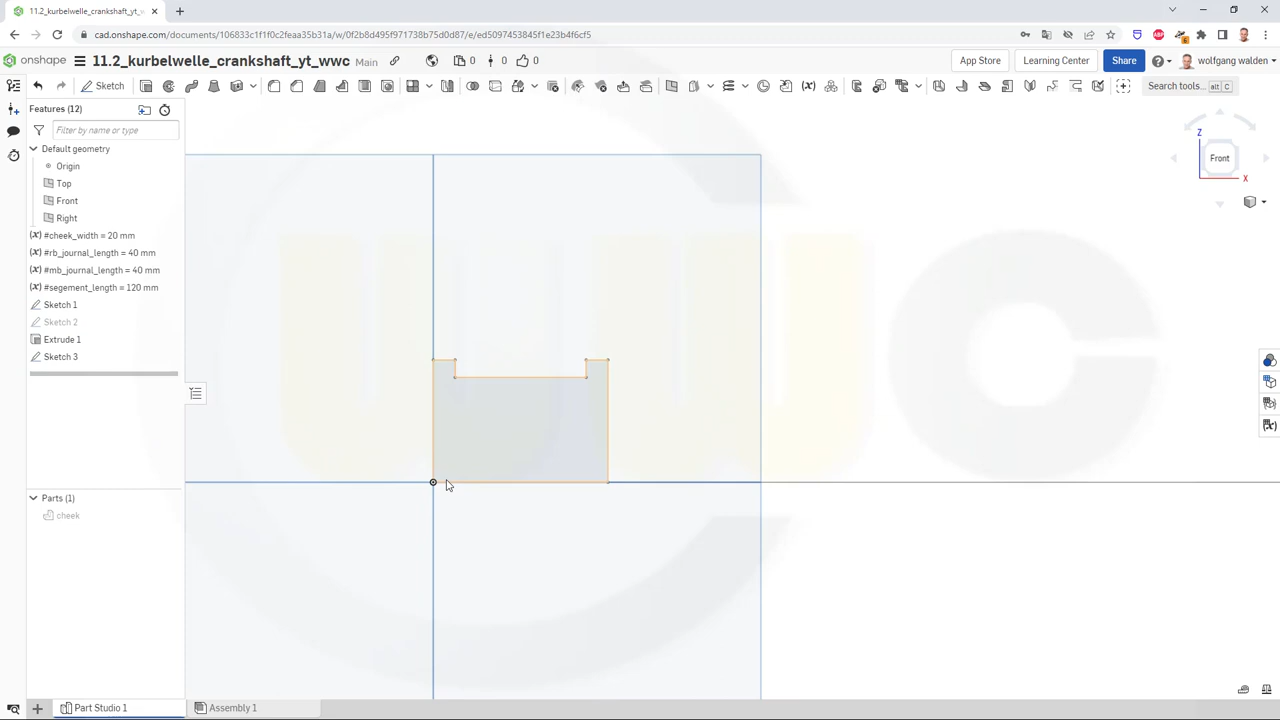 11.2_kurbelwelle_crankshaft_yt_w
cad.onshape.com/documents/106833c1f1f0c2feaa35b31a/w/0f2b8d495f971738b75d0d87/e/ed5097453845f1e23b4f6cf5
onshape
11.2_kurbelwelle_crankshaft_yt_wwc
Main
0
0
0
App Store
Learning Center
Share
wolfgang walden
Sketch
Search tools...
alt
C
Features (12)
Filter by name or type
Default geometry
Origin
Top
Front
Right
#cheek_width = 20 mm
#rb_journal_length = 40 mm
#mb_journal_length = 40 mm
#segement_length = 120 mm
Sketch 1
Sketch 2
Extrude 1
Sketch 3
Parts (1)
cheek
Z
Front
X
wwc
Part Studio 1
Assembly 1